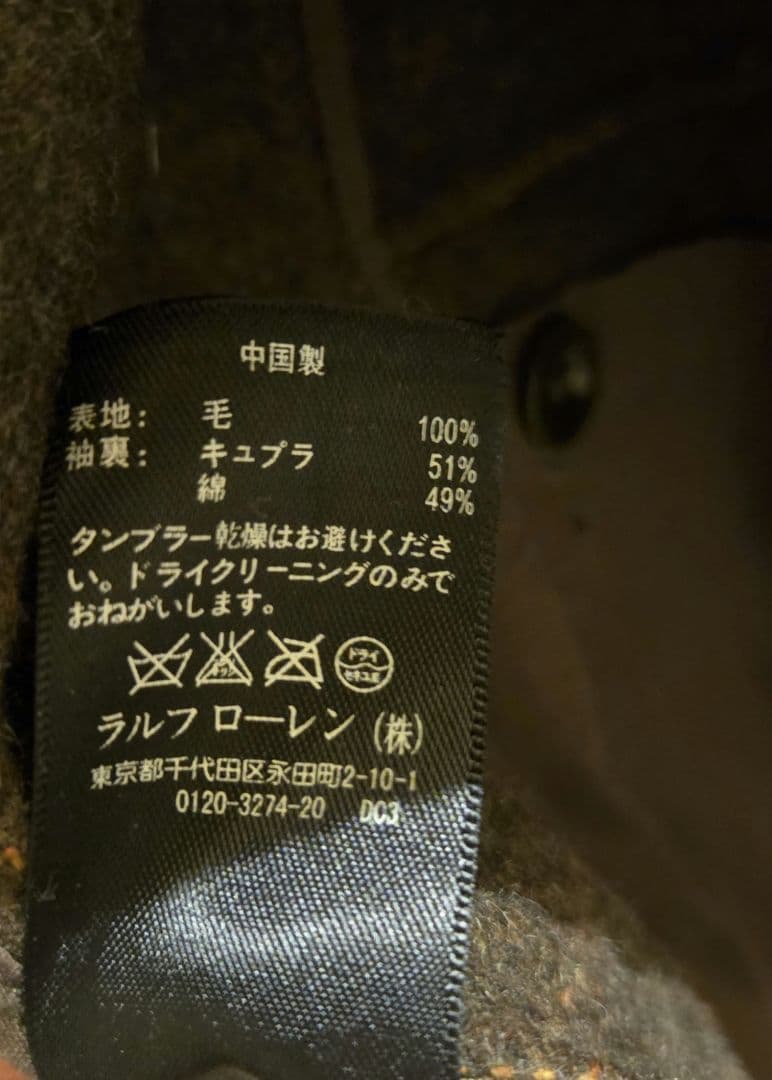 中国製
表地: 毛 100%
袖裏: キュプラ 51%
綿 49%
タンブラー乾燥はお避けくださ
い。ドライクリーニングのみで
おねがいします。
ドライ
セキユ系
ラルフ ローレン (株)
東京都千代田区永田町2-10-1
0120-3274-20 DC3